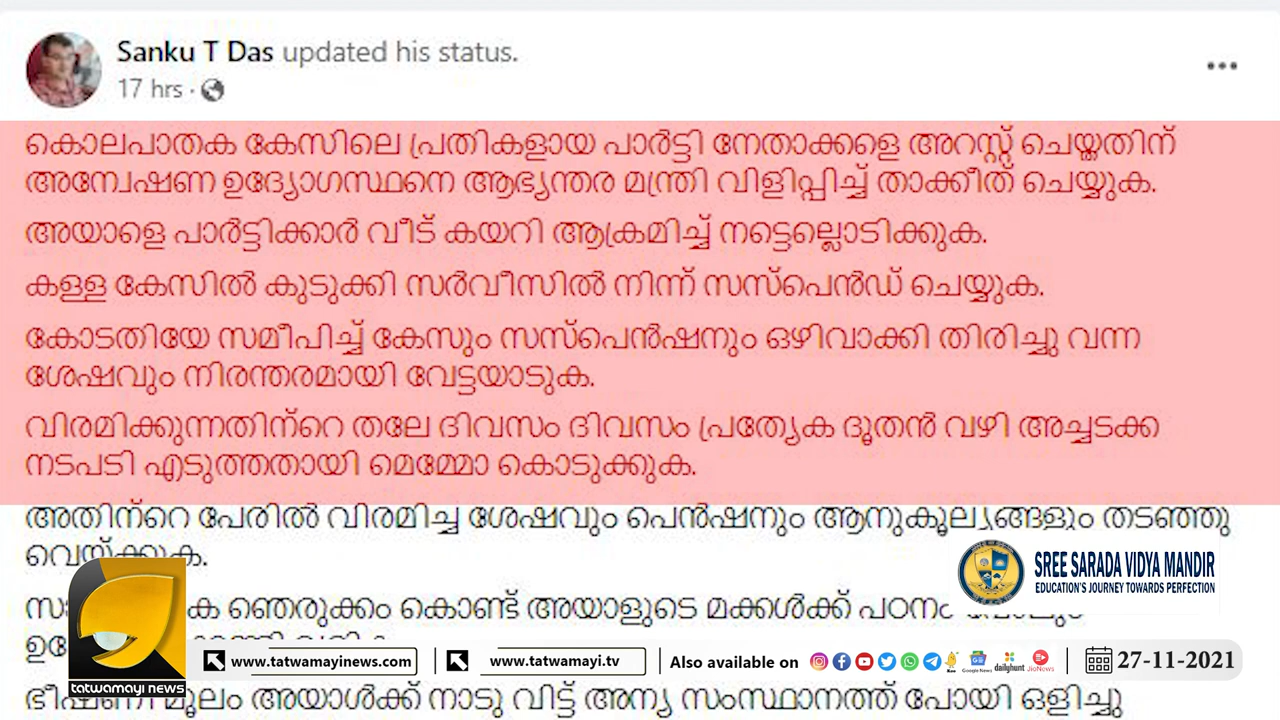 Sanku T Das updated his status.
17 hrs ·
കൊലപാതക കേസിലെ പ്രതികളായ പാർട്ടി നേതാക്കളെ അറസ്റ്റ് ചെയ്തതിന്
അന്വേഷണ ഉദ്യോഗസ്ഥനെ ആഭ്യന്തര മന്ത്രി വിളിപ്പിച്ച് താക്കീത് ചെയ്യുക.
അയാളെ പാർട്ടിക്കാർ വീട് കയറി ആക്രമിച്ച് നട്ടെല്ലൊടിക്കുക.
കള്ള കേസിൽ കുടുക്കി സർവീസിൽ നിന്ന് സസ്പെൻഡ് ചെയ്യുക.
കോടതിയേ സമീപിച്ച് കേസും സസ്പെൻഷനും ഒഴിവാക്കി തിരിച്ചു വന്ന
ശേഷവും നിരന്തരമായി വേട്ടയാടുക.
വിരമിക്കുന്നതിന്റെ തലേ ദിവസം ദിവസം പ്രത്യേക ദൂതൻ വഴി അച്ചടക്ക
നടപടി എടുത്തതായി മെമ്മോ കൊടുക്കുക.
അതിന്റെ പേരിൽ വിരമിച്ച ശേഷവും പെൻഷനും ആനുകൂല്യങ്ങളും തടഞ്ഞു
വെയ്ക്കുക.
ഞെരുക്കം കൊണ്ട് അയാളുടെ മക്കൾക്ക് പഠനം
ഭീഷണി മൂലം അയാൾക്ക് നാടു വിട്ട് അന്യ സംസ്ഥാനത്ത് പോയി ഒളിച്ചു
SREE SARADA VIDYA MANDIR
EDUCATION'S JOURNEY TOWARDS PERFECTION
tatwamayi news
www.tatwamayinews.com
www.tatwamayi.tv
Also available on
Google News
dailyhunt
JioNews
27-11-2021